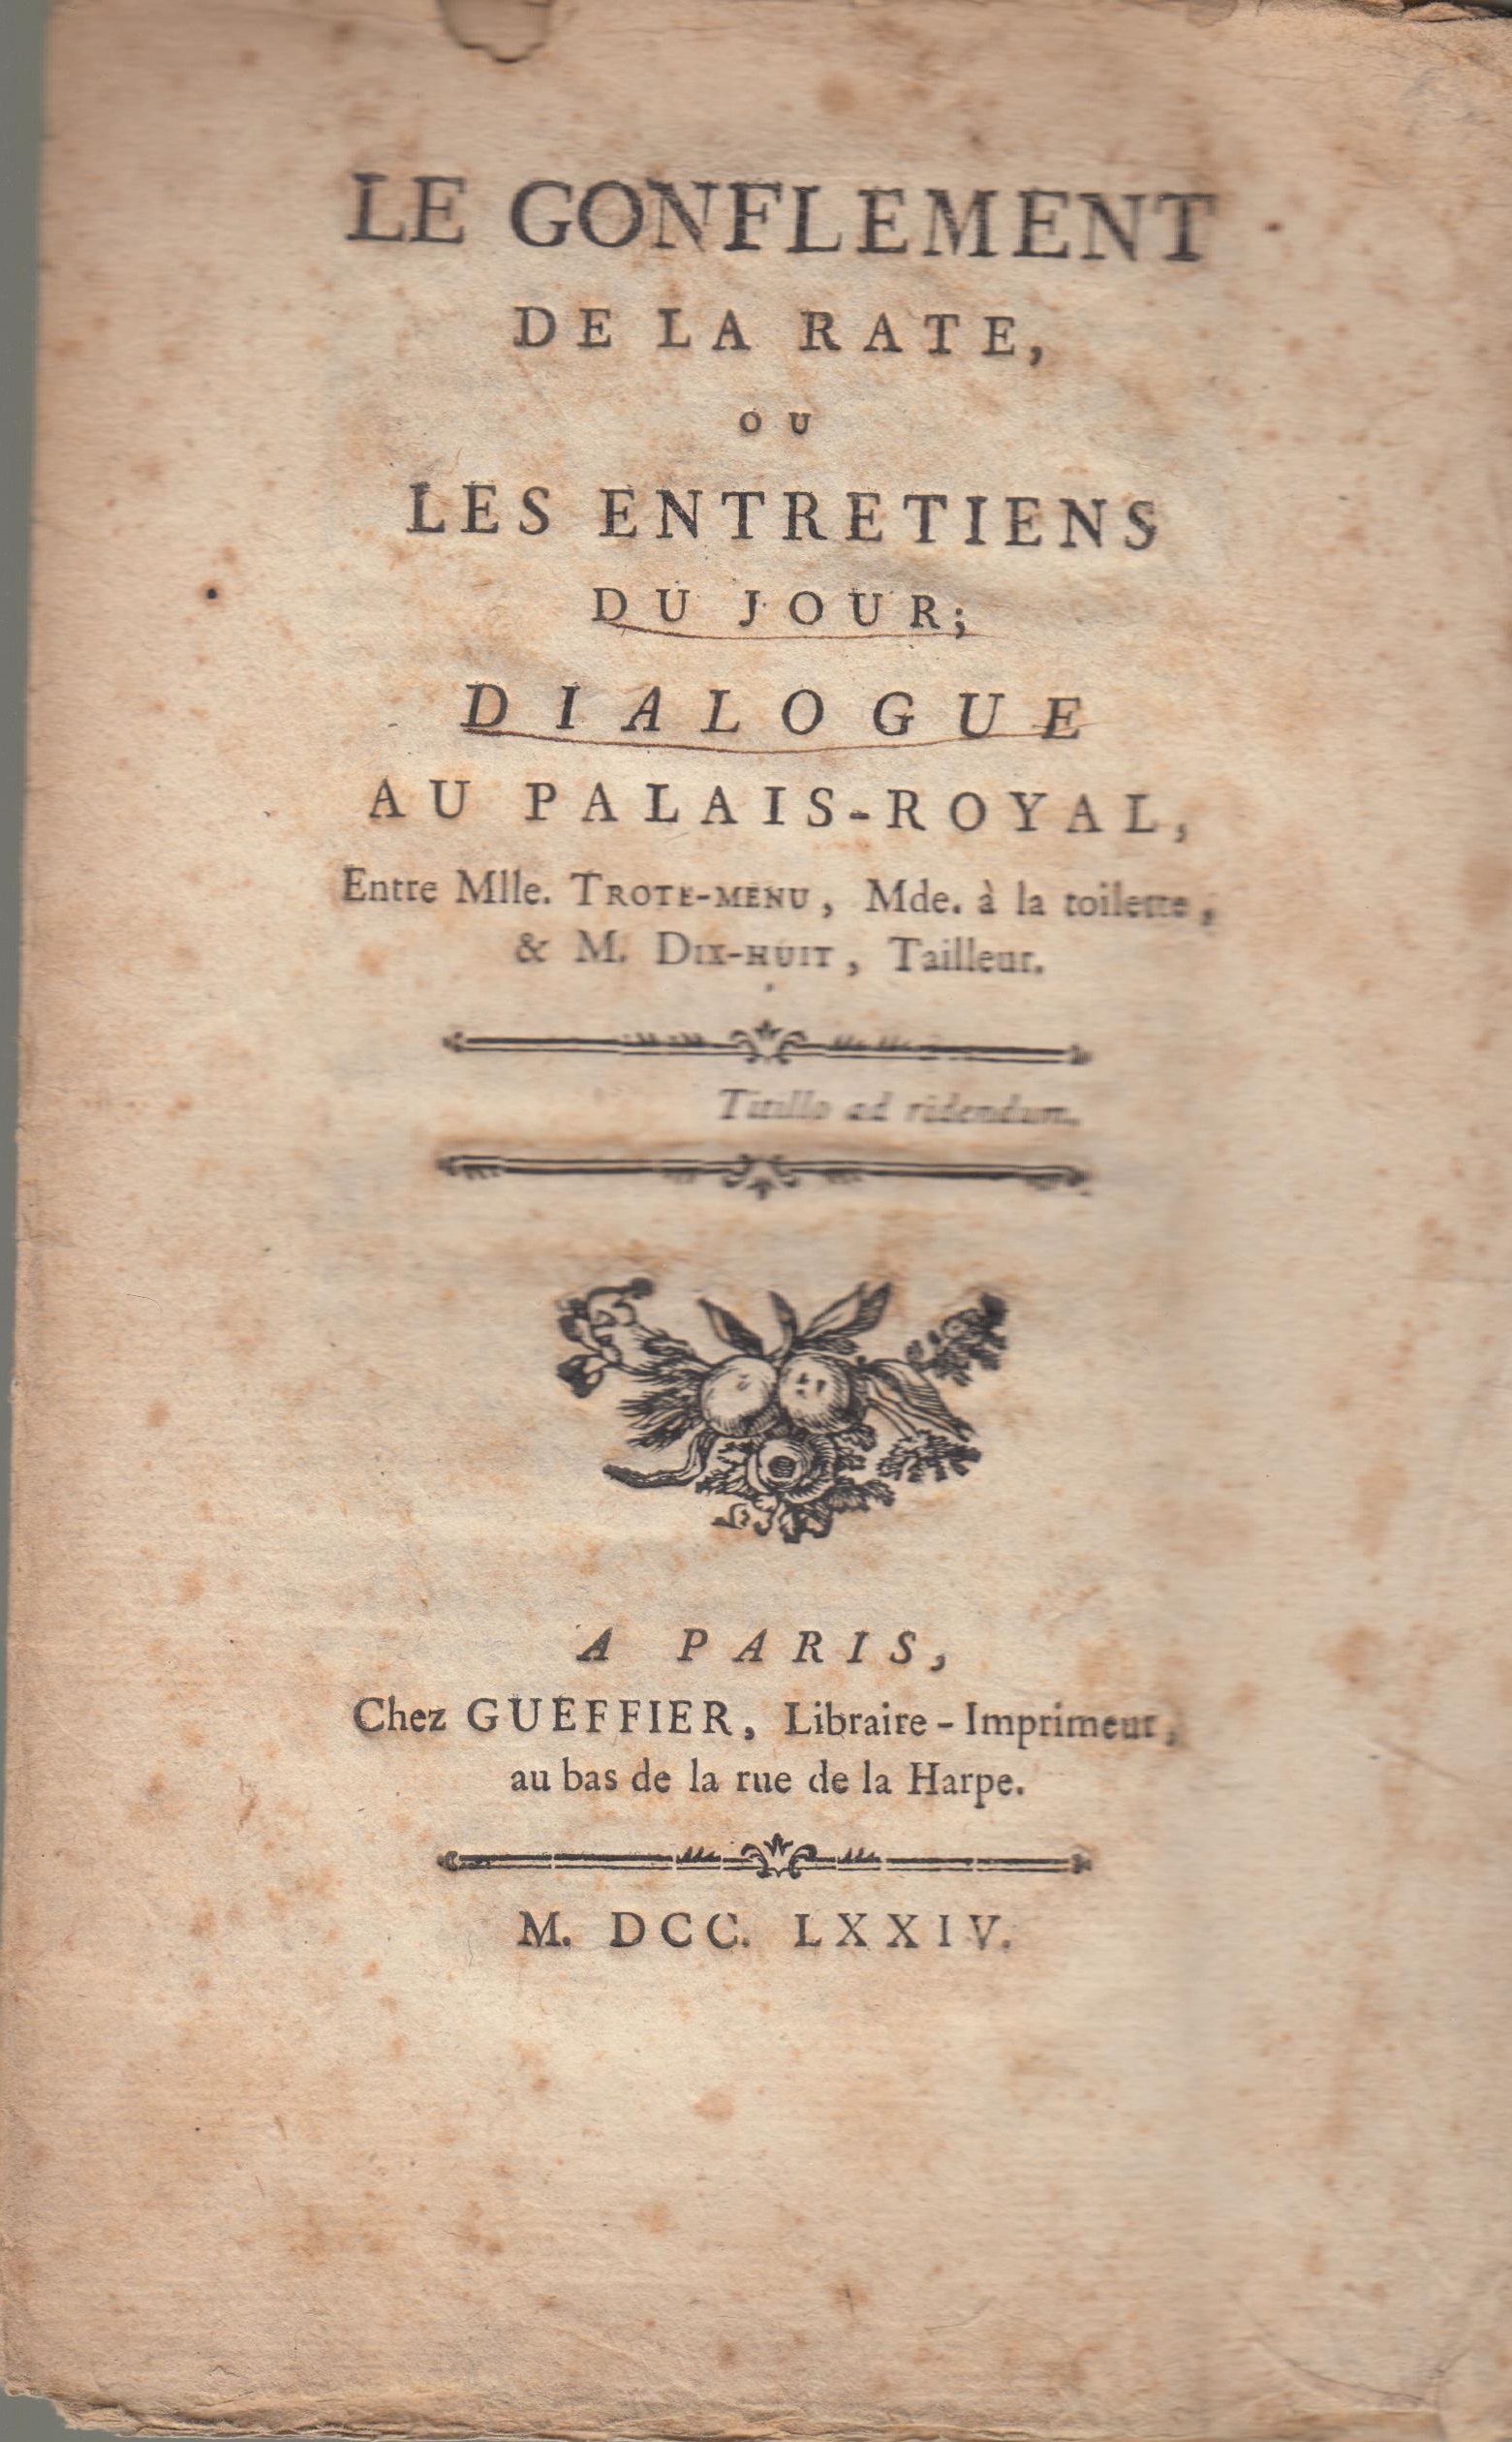 LE GONFLEMENT
DE LA RATE,
OU
LES ENTRETIENS
DU JOUR;
DIALOGUE
AU PALAIS-ROYAL,
Entre Mlle. TROTE-MENU, Mde. à la toilette,
& M. DIX-HUIT, Tailleur.
Titillo ad ridendum.
A PARIS,
Chez GUEFFIER, Libraire-Imprimeur,
au bas de la rue de la Harpe.
M. DCC. LXXIV.